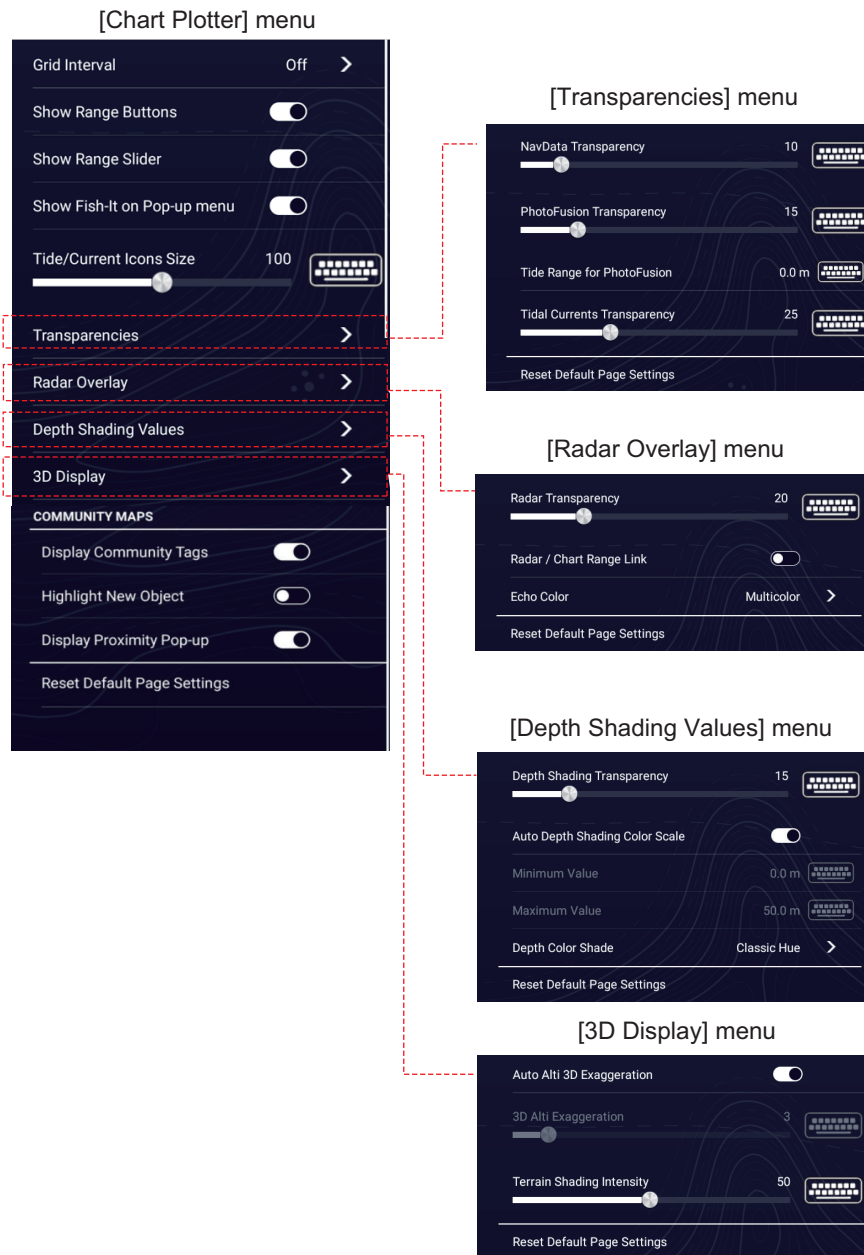 [Chart Plotter] menu
Grid Interval Off
Show Range Buttons
Show Range Slider
Show Fish-It on Pop-up menu
Tide/Current Icons Size 100
Transparencies
Radar Overlay
Depth Shading Values
3D Display
COMMUNITY MAPS
Display Community Tags
Highlight New Object
Display Proximity Pop-up
Reset Default Page Settings
[Transparencies] menu
NavData Transparency 10
PhotoFusion Transparency 15
Tide Range for PhotoFusion 0.0 m
Tidal Currents Transparency 25
Reset Default Page Settings
[Radar Overlay] menu
Radar Transparency 20
Radar / Chart Range Link
Echo Color Multicolor
Reset Default Page Settings
[Depth Shading Values] menu
Depth Shading Transparency 15
Auto Depth Shading Color Scale
Minimum Value 0.0 m
Maximum Value 50.0 m
Depth Color Shade Classic Hue
Reset Default Page Settings
[3D Display] menu
Auto Alti 3D Exaggeration
3D Alti Exaggeration 3
Terrain Shading Intensity 50
Reset Default Page Settings